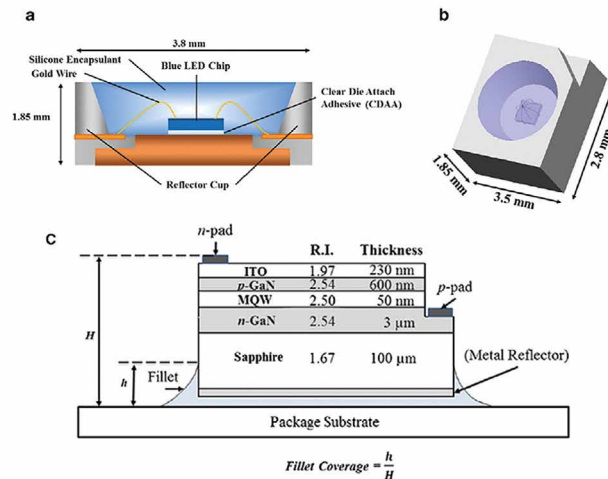 a
3.8 mm
Silicone Encapsulant
Gold Wire
Blue LED Chip
Clear Die Attach
Adhesive (CDAA)
1.85 mm
Reflector Cup
b
1.85 mm
3.5 mm
2.8 mm
C
n-pad
R.I. Thickness
ITO 1.97 230 nm
p-GaN 2.54 600 nm
MQW 2.50 50 nm
p-pad
n-GaN 2.54 3 µm
H
Sapphire 1.67 100 µm
(Metal Reflector)
h
Fillet
Package Substrate
Fillet Coverage = h/H